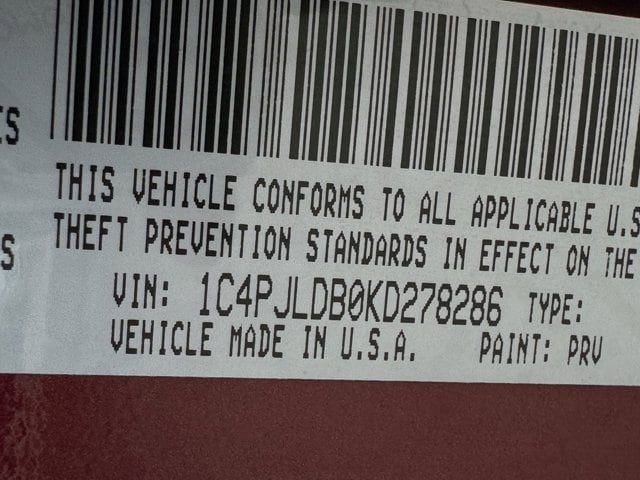 ES
THIS VEHICLE CONFORMS TO ALL APPLICABLE U.S
S
THEFT PREVENTION STANDARDS IN EFFECT ON THE
VIN: 1C4PJLDB0KD278286 TYPE:
VEHICLE MADE IN U.S.A. PAINT: PRV